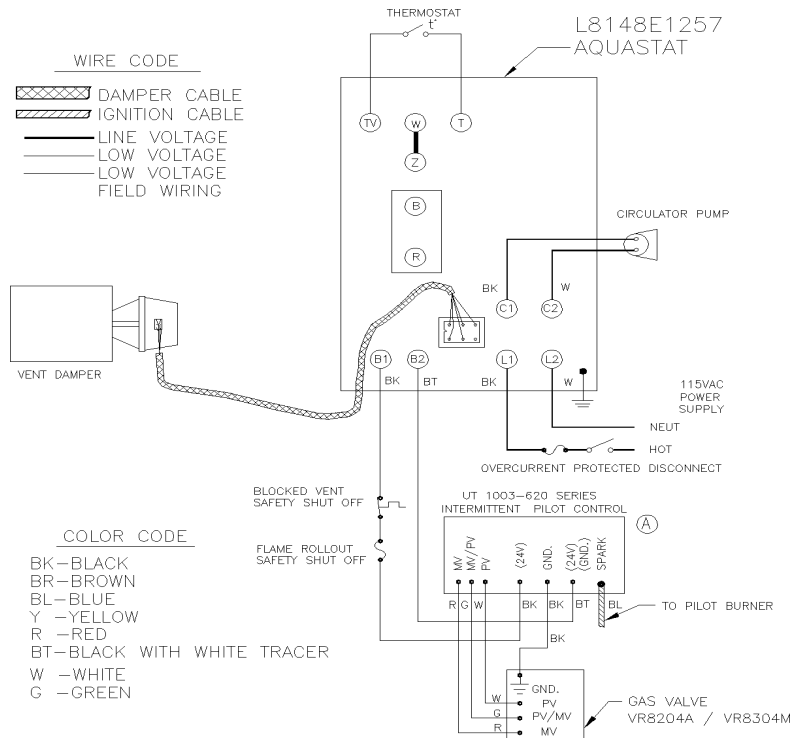 THERMOSTAT
t°
L8148E1257
AQUASTAT
WIRE CODE
DAMPER CABLE
IGNITION CABLE
LINE VOLTAGE
LOW VOLTAGE
LOW VOLTAGE
FIELD WIRING
TV
W
T
Z
B
R
CIRCULATOR PUMP
BK
W
C1
C2
VENT DAMPER
B1
B2
L1
L2
BK
BT
BK
W
115VAC
POWER
SUPPLY
NEUT
HOT
OVERCURRENT PROTECTED DISCONNECT
BLOCKED VENT
SAFETY SHUT OFF
FLAME ROLLOUT
SAFETY SHUT OFF
UT 1003-620 SERIES
INTERMITTENT PILOT CONTROL
A
MV
MV/PV
PV
(24V)
GND.
(24V)
(GND.)
SPARK
R
G
W
BK
BK
BT
BL
TO PILOT BURNER
BK
COLOR CODE
BK-BLACK
BR-BROWN
BL-BLUE
Y -YELLOW
R -RED
BT-BLACK WITH WHITE TRACER
W -WHITE
G -GREEN
GND.
W
PV
G
PV/MV
R
MV
GAS VALVE
VR8204A / VR8304M